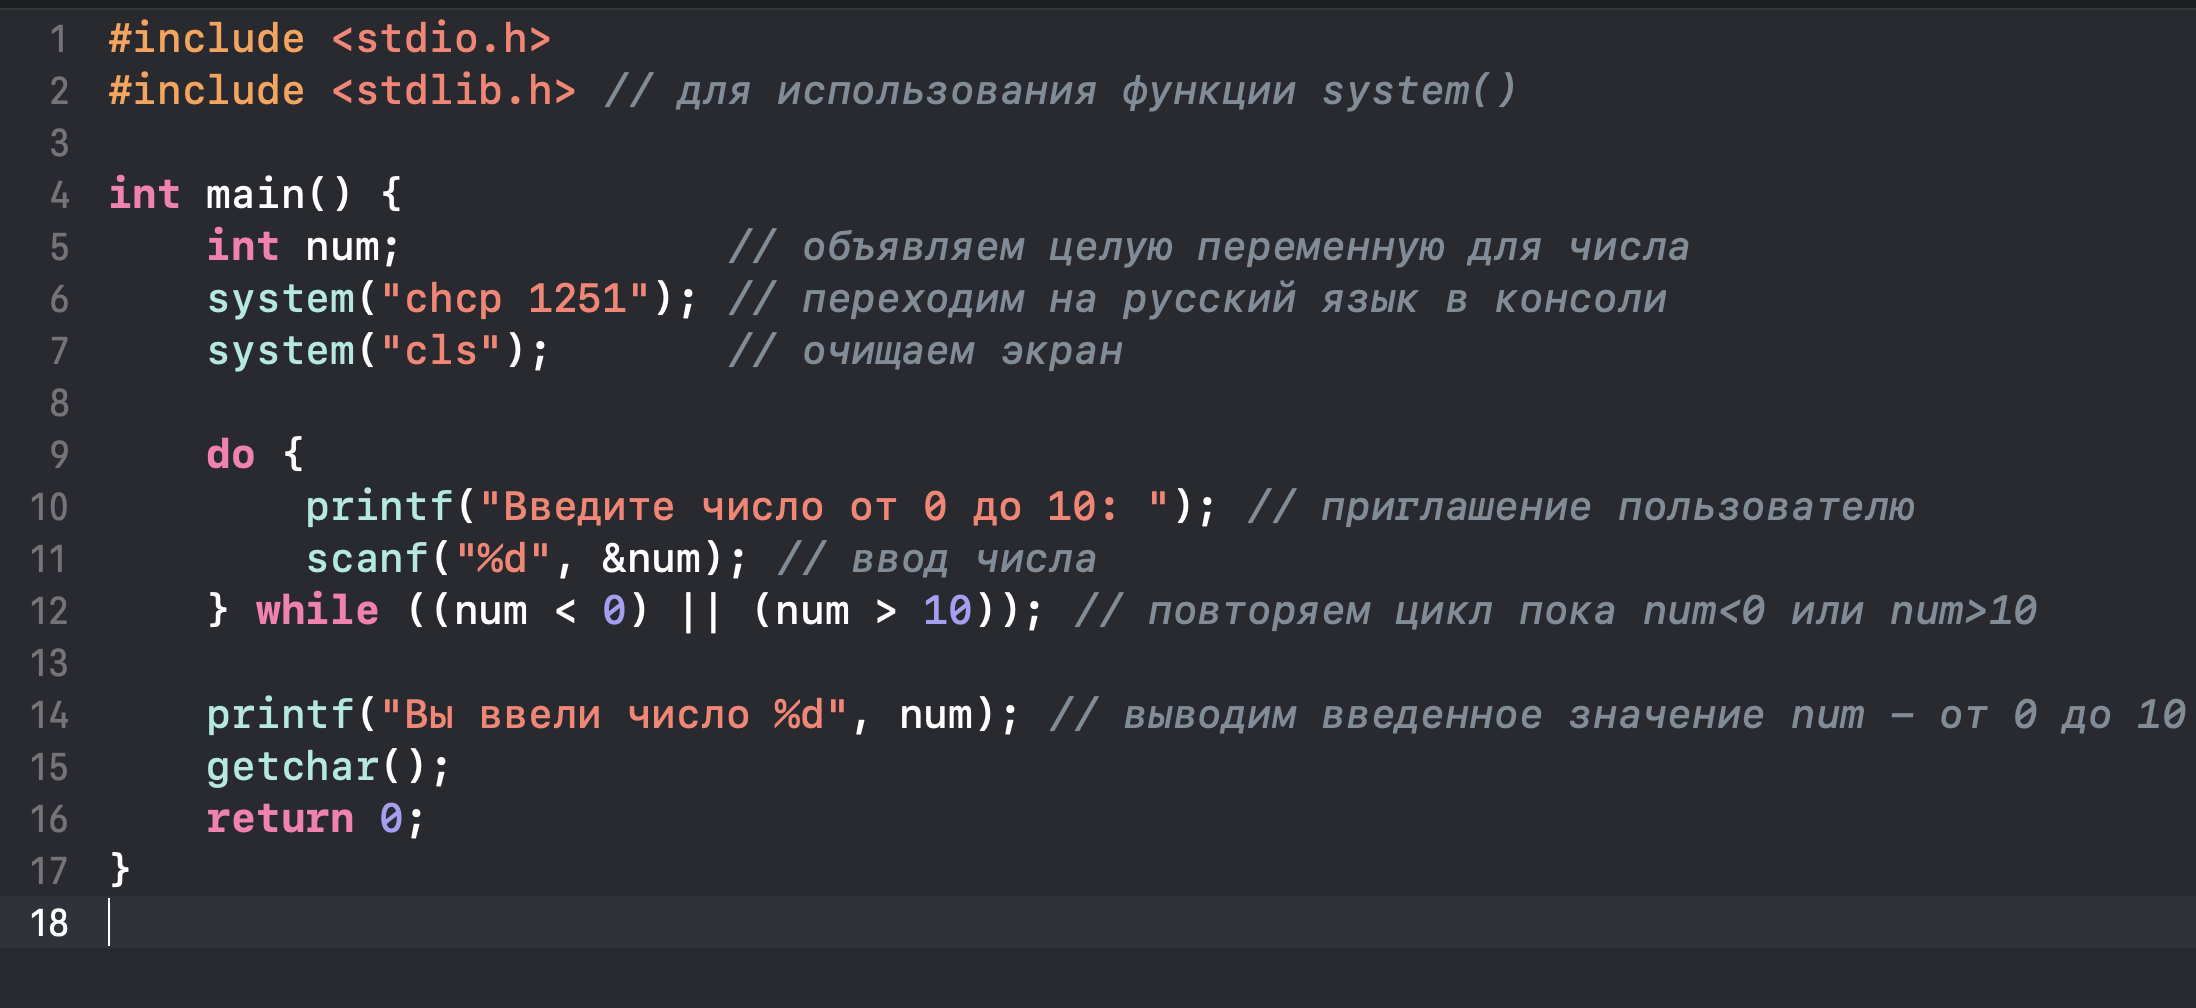 1 #include <stdio.h>
2 #include <stdlib.h> // для использования функции system()
3
4 int main() {
5     int num;             // объявляем целую переменную для числа
6     system("chcp 1251"); // переходим на русский язык в консоли
7     system("cls");       // очищаем экран
8
9     do {
10         printf("Введите число от 0 до 10: "); // приглашение пользователю
11         scanf("%d", &num); // ввод числа
12     } while ((num < 0) || (num > 10)); // повторяем цикл пока num<0 или num>10
13
14     printf("Вы ввели число %d", num); // выводим введенное значение num – от 0 до 10
15     getchar();
16     return 0;
17 }
18